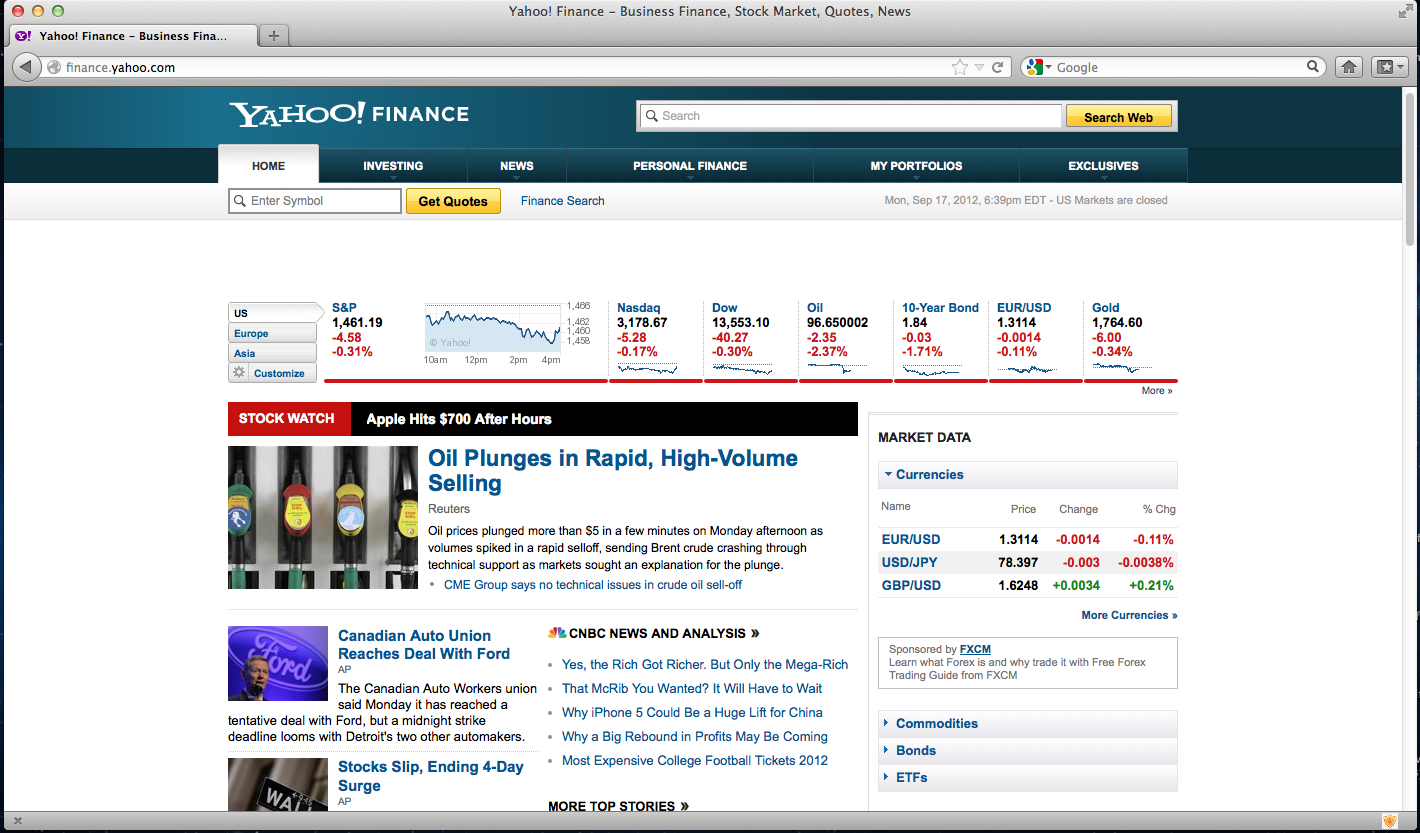 Yahoo! Finance - Business Finance, Stock Market, Quotes, News
Y! Yahoo! Finance - Business Fina...
finance.yahoo.com
Google
YAHOO! FINANCE
Search
Search Web
HOME
INVESTING
NEWS
PERSONAL FINANCE
MY PORTFOLIOS
EXCLUSIVES
Enter Symbol
Get Quotes
Finance Search
Mon, Sep 17, 2012, 6:39pm EDT - US Markets are closed
US
Europe
Asia
Customize
S&P
1,461.19
-4.58
-0.31%
1,466
1,462
1,460
1,458
© Yahoo!
10am 12pm 2pm 4pm
Nasdaq
3,178.67
-5.28
-0.17%
Dow
13,553.10
-40.27
-0.30%
Oil
96.650002
-2.35
-2.37%
10-Year Bond
1.84
-0.03
-1.71%
EUR/USD
1.3114
-0.0014
-0.11%
Gold
1,764.60
-6.00
-0.34%
More »
STOCK WATCH
Apple Hits $700 After Hours
Oil Plunges in Rapid, High-Volume
Selling
Reuters
Oil prices plunged more than $5 in a few minutes on Monday afternoon as
volumes spiked in a rapid selloff, sending Brent crude crashing through
technical support as markets sought an explanation for the plunge.
• CME Group says no technical issues in crude oil sell-off
Ford
Canadian Auto Union
Reaches Deal With Ford
AP
The Canadian Auto Workers union
said Monday it has reached a
tentative deal with Ford, but a midnight strike
deadline looms with Detroit's two other automakers.
WALL
Stocks Slip, Ending 4-Day
Surge
AP
CNBC NEWS AND ANALYSIS »
• Yes, the Rich Got Richer. But Only the Mega-Rich
• That McRib You Wanted? It Will Have to Wait
• Why iPhone 5 Could Be a Huge Lift for China
• Why a Big Rebound in Profits May Be Coming
• Most Expensive College Football Tickets 2012
MORE TOP STORIES »
MARKET DATA
Currencies
Name Price Change % Chg
EUR/USD 1.3114 -0.0014 -0.11%
USD/JPY 78.397 -0.003 -0.0038%
GBP/USD 1.6248 +0.0034 +0.21%
More Currencies »
Sponsored by FXCM
Learn what Forex is and why trade it with Free Forex
Trading Guide from FXCM
Commodities
Bonds
ETFs